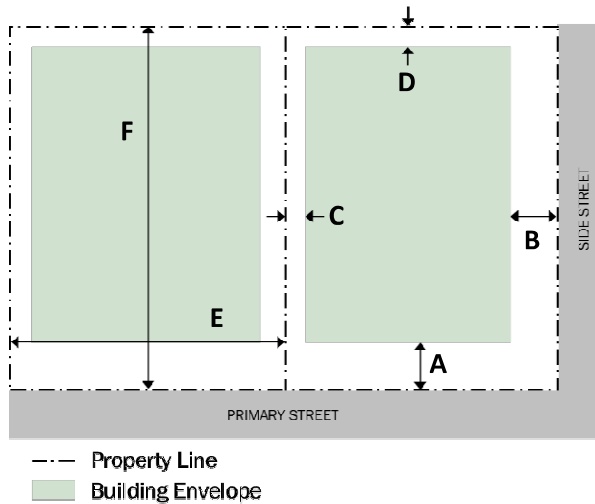 D
F
C
B
SIDE STREET
E
A
PRIMARY STREET
Property Line
Building Envelope